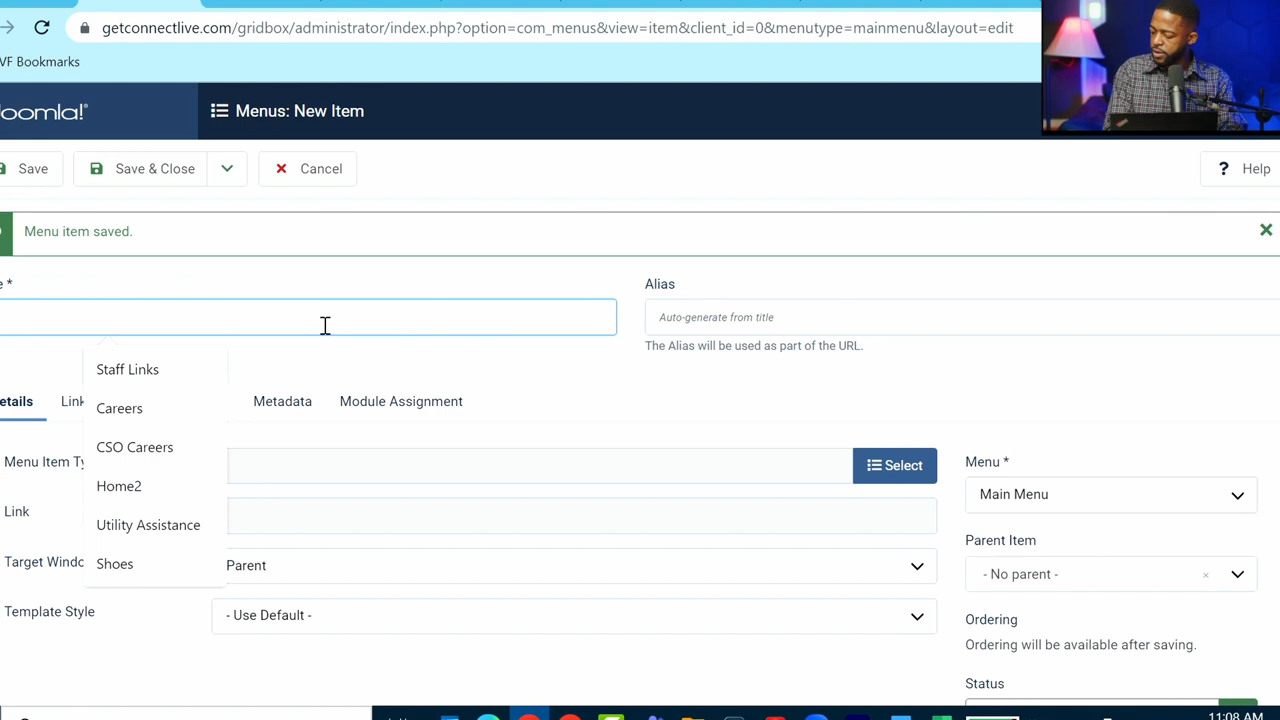 getconnectlive.com/gridbox/administrator/index.php?option=com_menus&view=item&client_id=0&menutype=mainmenu&layout=edit
VF Bookmarks
oomla!®
Menus: New Item
Save
Save & Close
Cancel
? Help
Menu item saved.
e *
Alias
Auto-generate from title
The Alias will be used as part of the URL.
Staff Links
Careers
CSO Careers
Home2
Utility Assistance
Shoes
etails
Link
Metadata
Module Assignment
Menu Item Ty
Select
Menu *
Main Menu
Link
Parent Item
- No parent -
Target Windo
Parent
Template Style
- Use Default -
Ordering
Ordering will be available after saving.
Status
11:08 AM